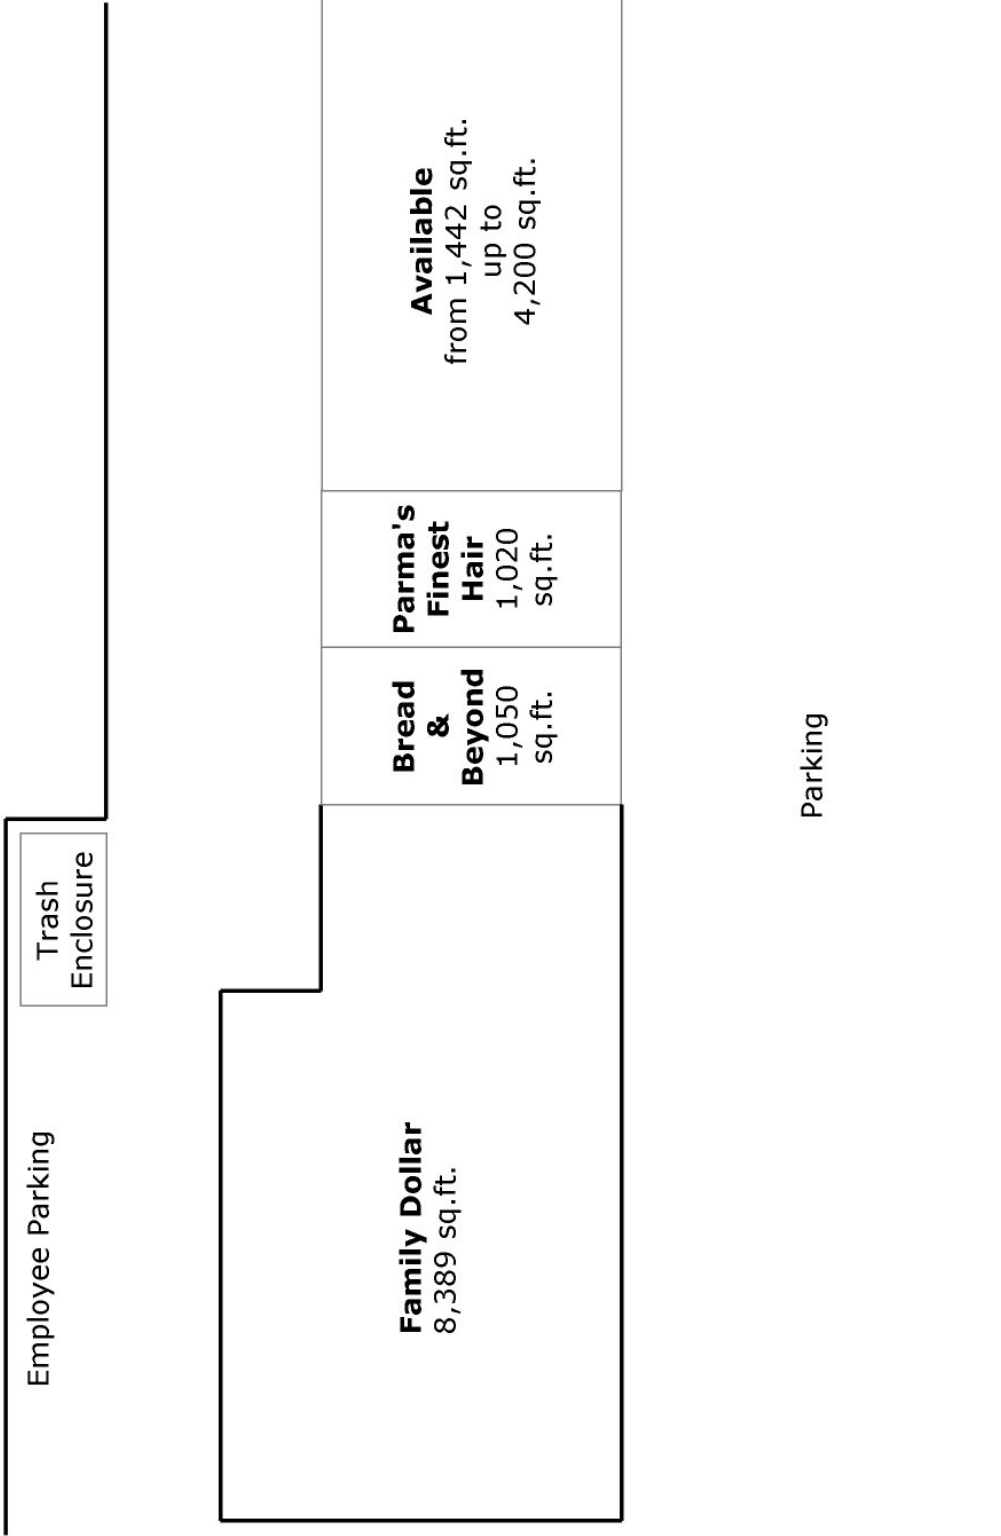 Employee Parking
Trash
Enclosure
Family Dollar
8,389 sq.ft.
Bread
&
Beyond
1,050
sq.ft.
Parma's
Finest
Hair
1,020
sq.ft.
Available
from 1,442 sq.ft.
up to
4,200 sq.ft.
Parking